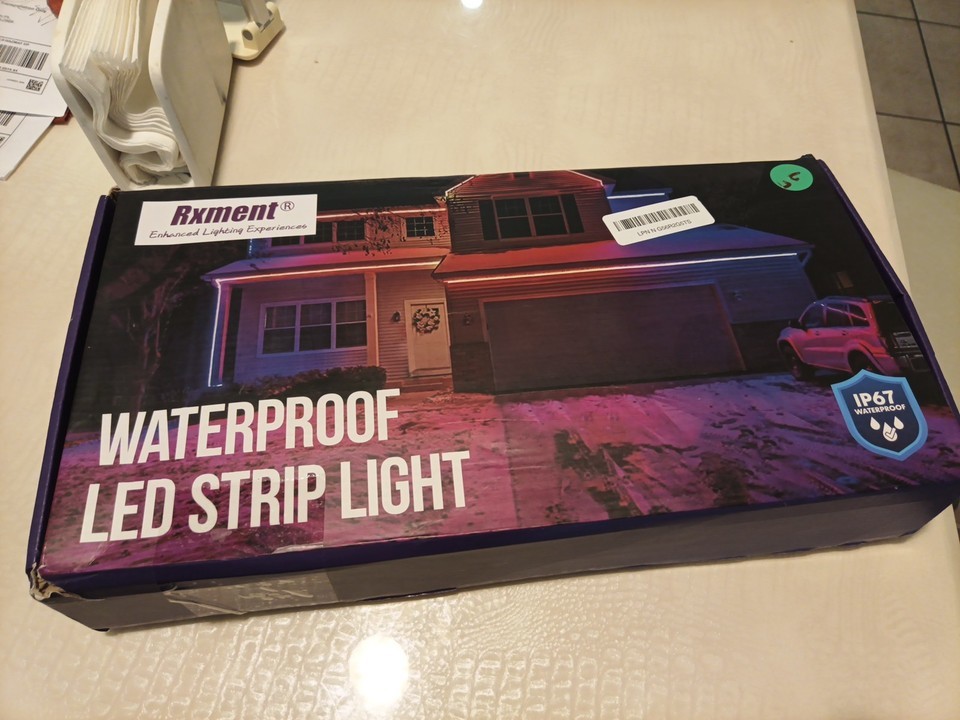 Rxment®
Enhanced Lighting Experiences
WATERPROOF
LED STRIP LIGHT
IP67
WATERPROOF